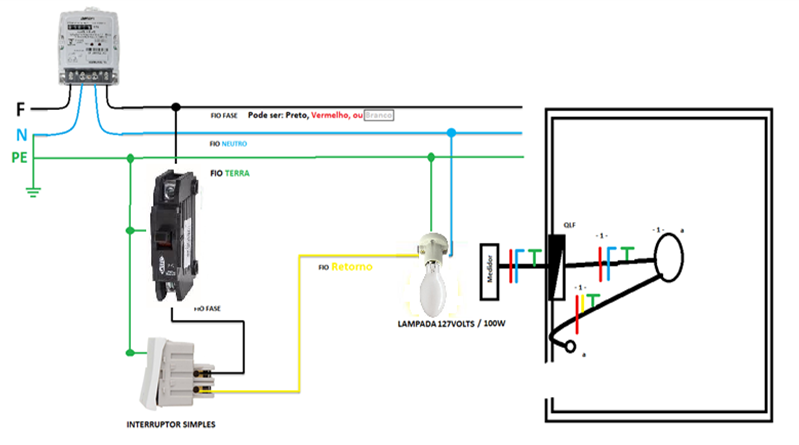 F
FIO FASE Pode ser: Preto, Vermelho, ou Branco
N
FIO NEUTRO
PE
FIO TERRA
QLF
- 1 -
- 1 -
a
Medidor
FIO Retorno
- 1 -
FIO FASE
LAMPADA 127VOLTS / 100W
a
INTERRUPTOR SIMPLES